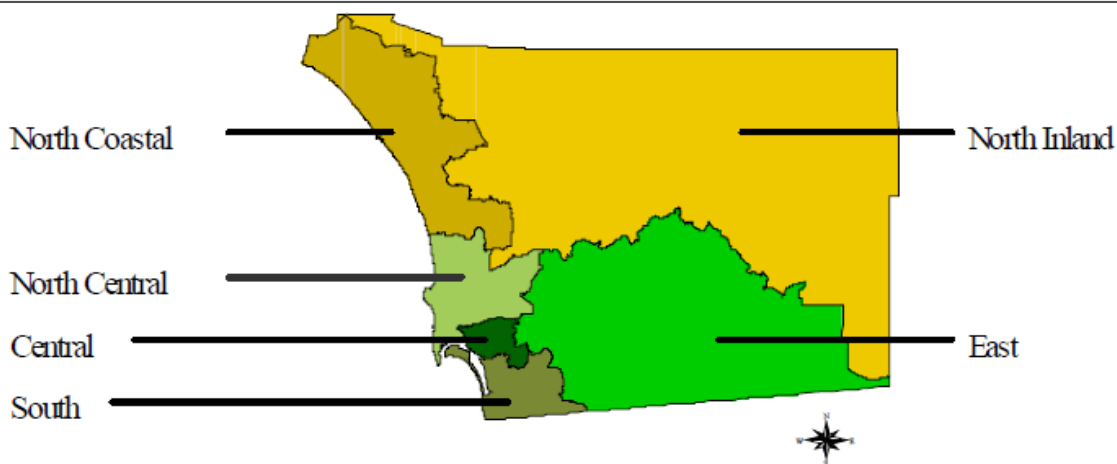 North Coastal
North Inland
North Central
Central
East
South
N
W E
S